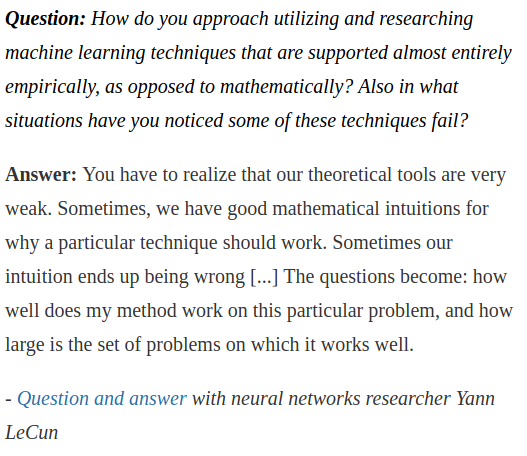 Question: How do you approach utilizing and researching
machine learning techniques that are supported almost entirely
empirically, as opposed to mathematically? Also in what
situations have you noticed some of these techniques fail?
Answer: You have to realize that our theoretical tools are very
weak. Sometimes, we have good mathematical intuitions for
why a particular technique should work. Sometimes our
intuition ends up being wrong [...] The questions become: how
well does my method work on this particular problem, and how
large is the set of problems on which it works well.
- Question and answer with neural networks researcher Yann
LeCun